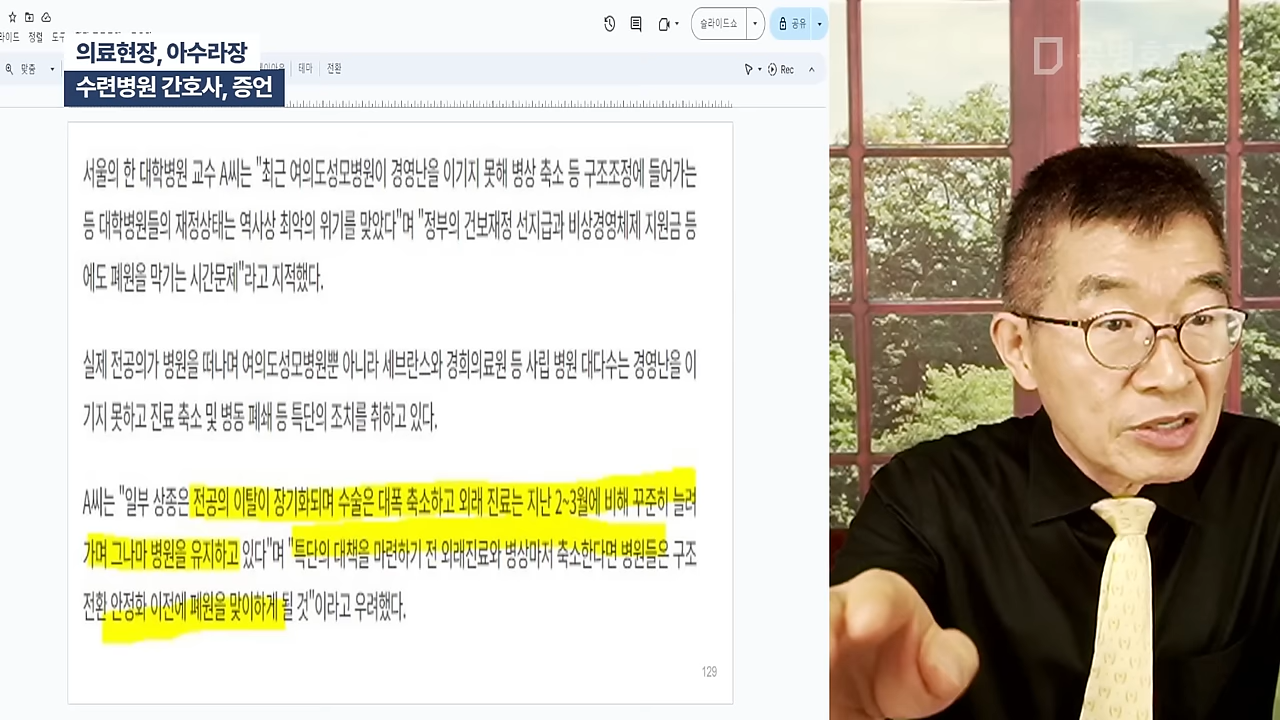 슬라이드쇼
공유
라이드 정렬 도구
의료현장, 아수라장
수련병원 간호사, 증언
맞춤
테마
전환
Rec
서울의 한 대학병원 교수 A씨는 "최근 여의도성모병원이 경영난을 이기지 못해 병상 축소 등 구조조정에 들어가는
등 대학병원들의 재정상태는 역사상 최악의 위기를 맞았다"며 "정부의 건보재정 선지급과 비상경영체제 지원금 등
에도 폐원을 막기는 시간문제"라고 지적했다.
실제 전공의가 병원을 떠나며 여의도성모병원뿐 아니라 세브란스와 경희의료원 등 사립 병원 대다수는 경영난을 이
기지 못하고 진료 축소 및 병동 폐쇄 등 특단의 조치를 취하고 있다.
A씨는 "일부 상종은 전공의 이탈이 장기화되며 수술은 대폭 축소하고 외래 진료는 지난 2~3월에 비해 꾸준히 늘려
가며 그나마 병원을 유지하고 있다"며 "특단의 대책을 마련하기 전 외래진료와 병상마저 축소한다면 병원들은 구조
전환 안정화 이전에 폐원을 맞이하게 될 것"이라고 우려했다.
129